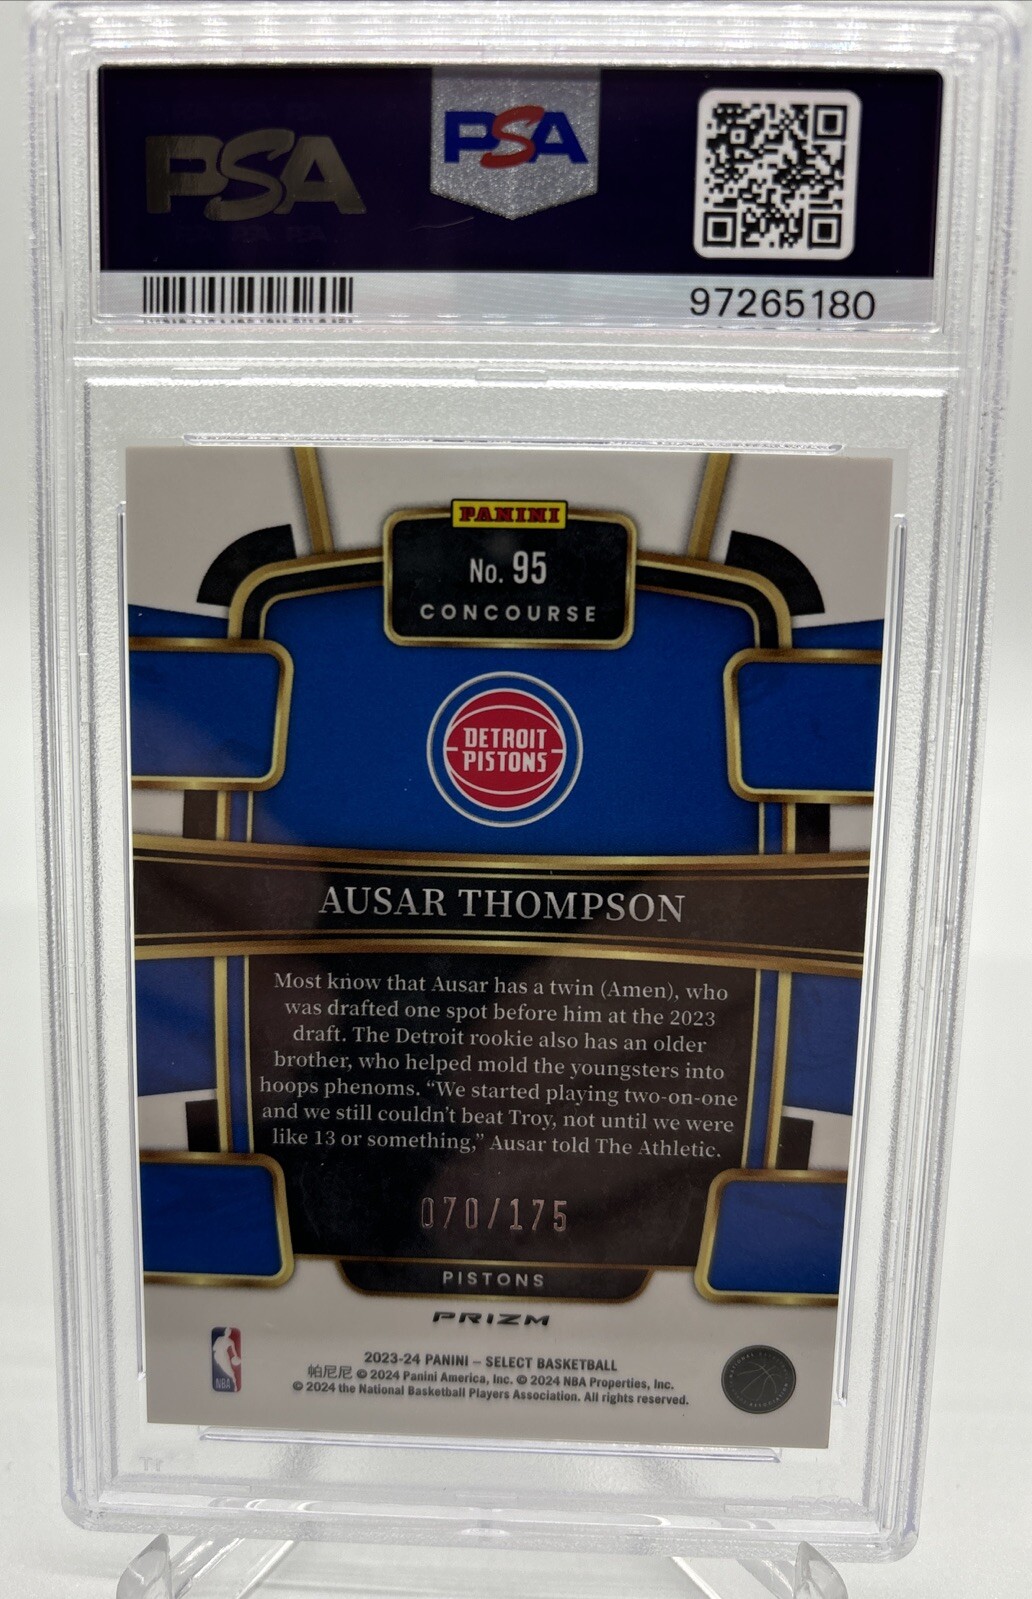 PSA
PSA
97265180
PANINI
No. 95
CONCOURSE
DETROIT
PISTONS
AUSAR THOMPSON
Most know that Ausar has a twin (Amen), who
was drafted one spot before him at the 2023
draft. The Detroit rookie also has an older
brother, who helped mold the youngsters into
hoops phenoms. “We started playing two-on-one
and we still couldn’t beat Troy, not until we were
like 13 or something,” Ausar told The Athletic.
070/175
PISTONS
PRIZM
2023-24 PANINI – SELECT BASKETBALL
帕尼尼 © 2024 Panini America, Inc. © 2024 NBA Properties, Inc.
© 2024 the National Basketball Players Association. All rights reserved.
NBA